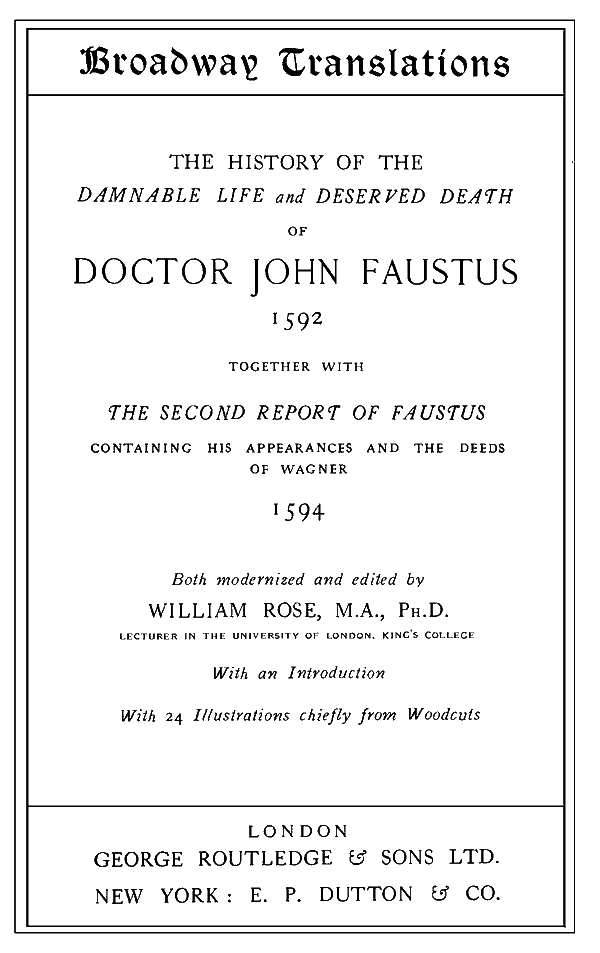 Broadway Translations
THE HISTORY OF THE
DAMNABLE LIFE and DESERVED DEATH
OF
DOCTOR JOHN FAUSTUS
1592
TOGETHER WITH
THE SECOND REPORT OF FAUSTUS
CONTAINING HIS APPEARANCES AND THE DEEDS
OF WAGNER
1594
Both modernized and edited by
WILLIAM ROSE, M.A., PH.D.
LECTURER IN THE UNIVERSITY OF LONDON, KING'S COLLEGE
With an Introduction
With 24 Illustrations chiefly from Woodcuts
LONDON
GEORGE ROUTLEDGE & SONS LTD.
NEW YORK: E. P. DUTTON & CO.